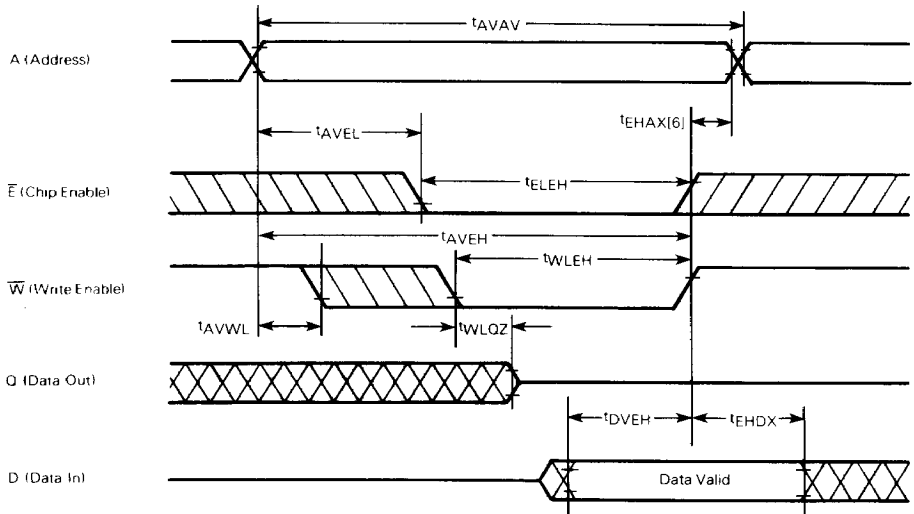 tAVAV
A (Address)
tEHAX[6]
tAVEL
E̅ (Chip Enable)
tELEH
tAVEH
tWLEH
W̅ (Write Enable)
tAVWL
tWLQZ
Q (Data Out)
tDVEH
tEHDX
D (Data In)
Data Valid